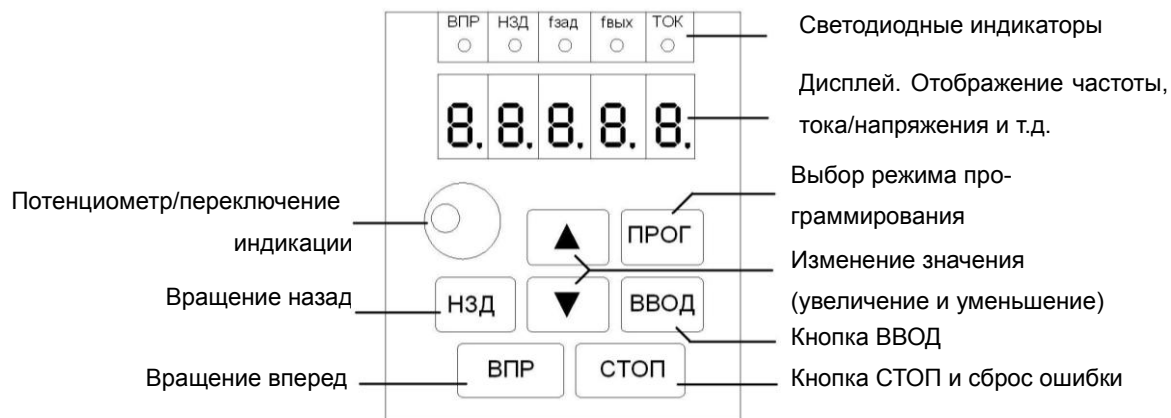 ВПР НЗД fзад fвых ТОК
Светодиодные индикаторы
8.8.8.8.8.
Дисплей. Отображение частоты,
тока/напряжения и т.д.
Потенциометр/переключение
индикации
Выбор режима про-
граммирования
ПРОГ
Изменение значения
(увеличение и уменьшение)
Вращение назад
НЗД
ВВОД
Кнопка ВВОД
Вращение вперед
ВПР
СТОП
Кнопка СТОП и сброс ошибки